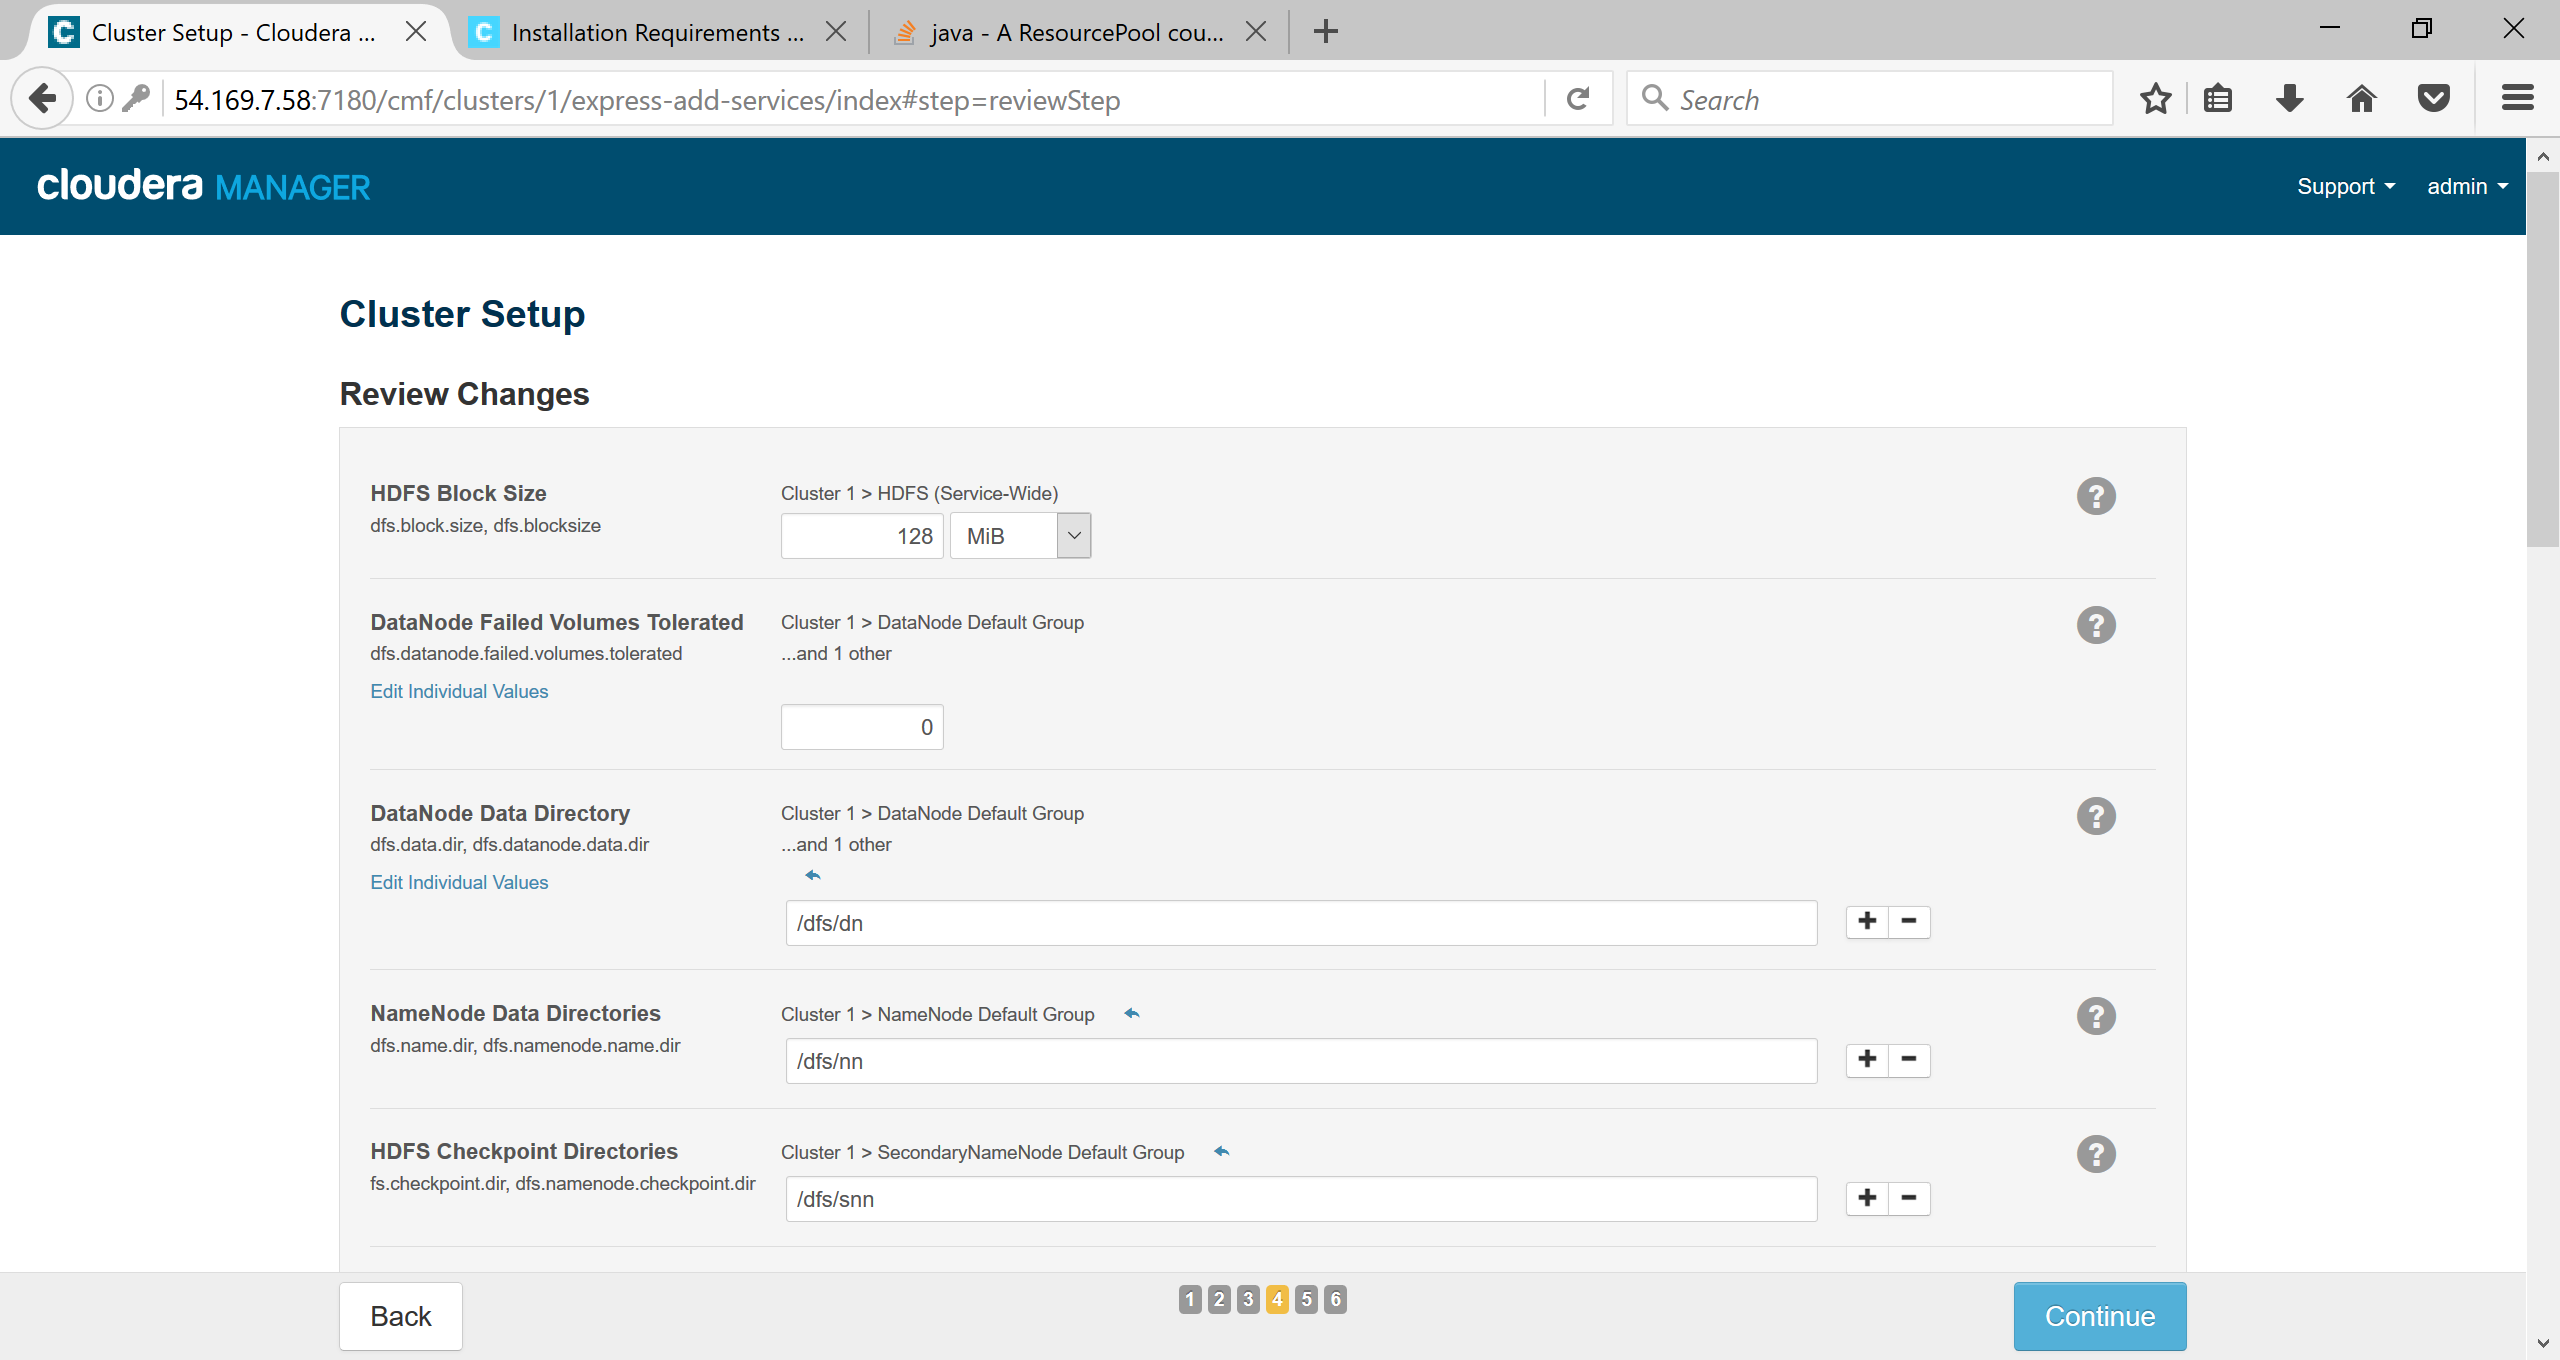 Cluster Setup - Cloudera ...
Installation Requirements ...
java - A ResourcePool cou...
54.169.7.58:7180/cmf/clusters/1/express-add-services/index#step=reviewStep
Search
cloudera MANAGER
Support
admin
Cluster Setup
Review Changes
HDFS Block Size
Cluster 1 > HDFS (Service-Wide)
dfs.block.size, dfs.blocksize
128 MiB
DataNode Failed Volumes Tolerated
Cluster 1 > DataNode Default Group
dfs.datanode.failed.volumes.tolerated
...and 1 other
Edit Individual Values
0
DataNode Data Directory
Cluster 1 > DataNode Default Group
dfs.data.dir, dfs.datanode.data.dir
...and 1 other
Edit Individual Values
/dfs/dn
NameNode Data Directories
Cluster 1 > NameNode Default Group
dfs.name.dir, dfs.namenode.name.dir
/dfs/nn
HDFS Checkpoint Directories
Cluster 1 > SecondaryNameNode Default Group
fs.checkpoint.dir, dfs.namenode.checkpoint.dir
/dfs/snn
Back
1 2 3 4 5 6
Continue